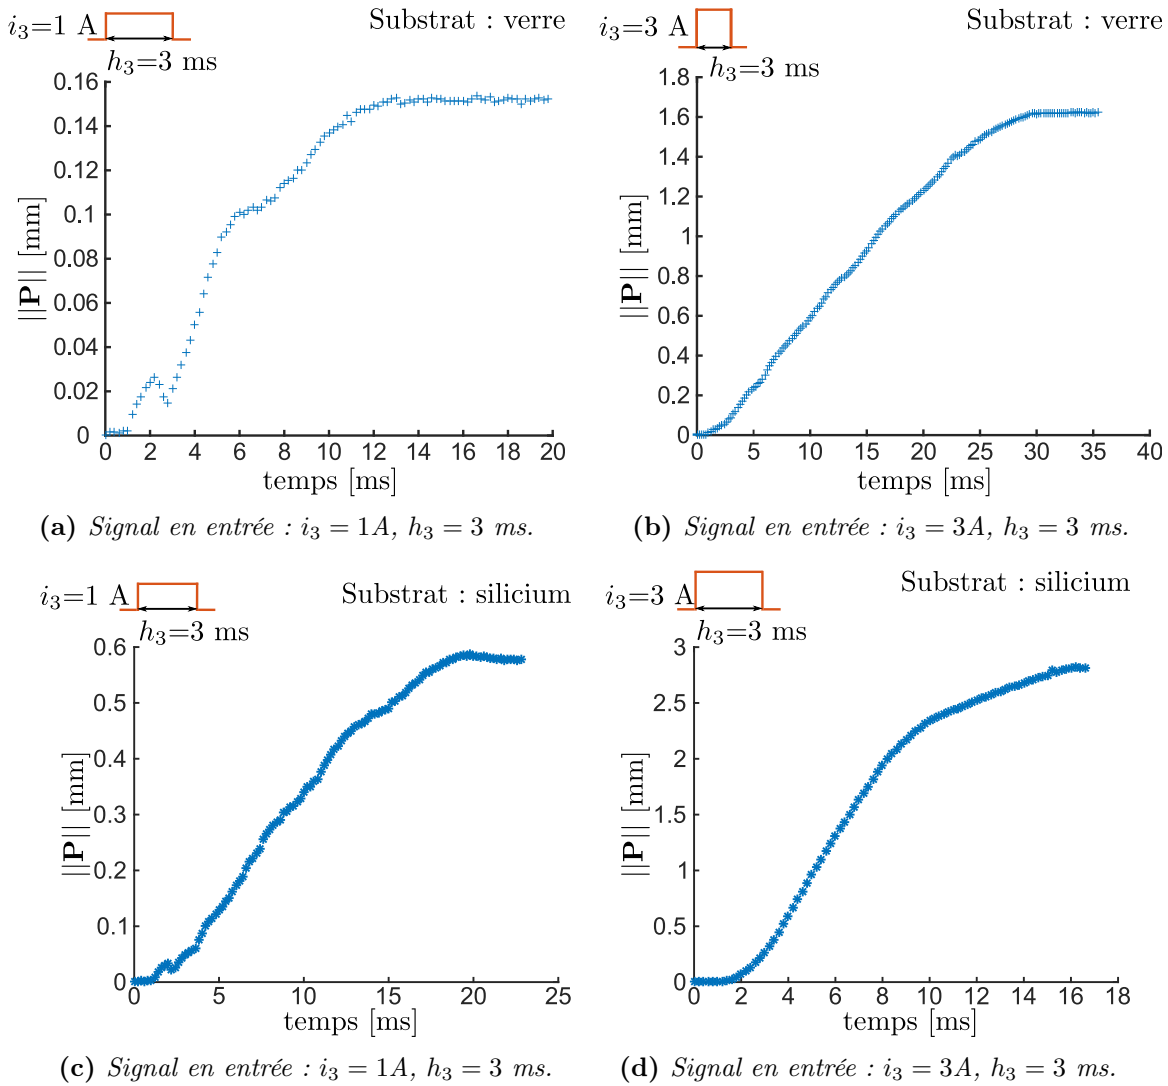 i₃=1 A
Substrat : verre
h₃=3 ms
0.16
0.14
0.12
0.1
0.08
0.06
0.04
0.02
0
||P|| [mm]
0 2 4 6 8 10 12 14 16 18 20
temps [ms]
(a) Signal en entrée : i₃ = 1A, h₃ = 3 ms.
i₃=3 A
Substrat : verre
h₃=3 ms
1.8
1.6
1.4
1.2
1
0.8
0.6
0.4
0.2
0
||P|| [mm]
0 5 10 15 20 25 30 35 40
temps [ms]
(b) Signal en entrée : i₃ = 3A, h₃ = 3 ms.
i₃=1 A
Substrat : silicium
h₃=3 ms
0.6
0.5
0.4
0.3
0.2
0.1
0
||P|| [mm]
0 5 10 15 20 25
temps [ms]
(c) Signal en entrée : i₃ = 1A, h₃ = 3 ms.
i₃=3 A
Substrat : silicium
h₃=3 ms
3
2.5
2
1.5
1
0.5
0
||P|| [mm]
0 2 4 6 8 10 12 14 16 18
temps [ms]
(d) Signal en entrée : i₃ = 3A, h₃ = 3 ms.